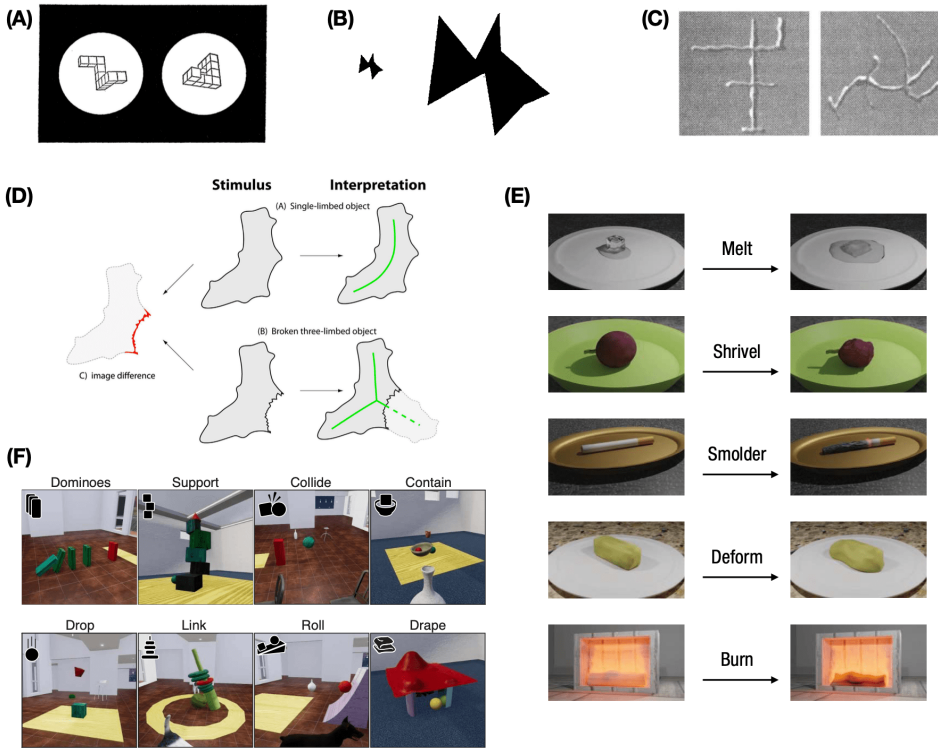 (A)
(B)
(C)
(D)
Stimulus
Interpretation
(A) Single-limbed object
(B) Broken three-limbed object
C) image difference
(E)
Melt
Shrivel
Smolder
Deform
Burn
(F)
Dominoes
Support
Collide
Contain
Drop
Link
Roll
Drape